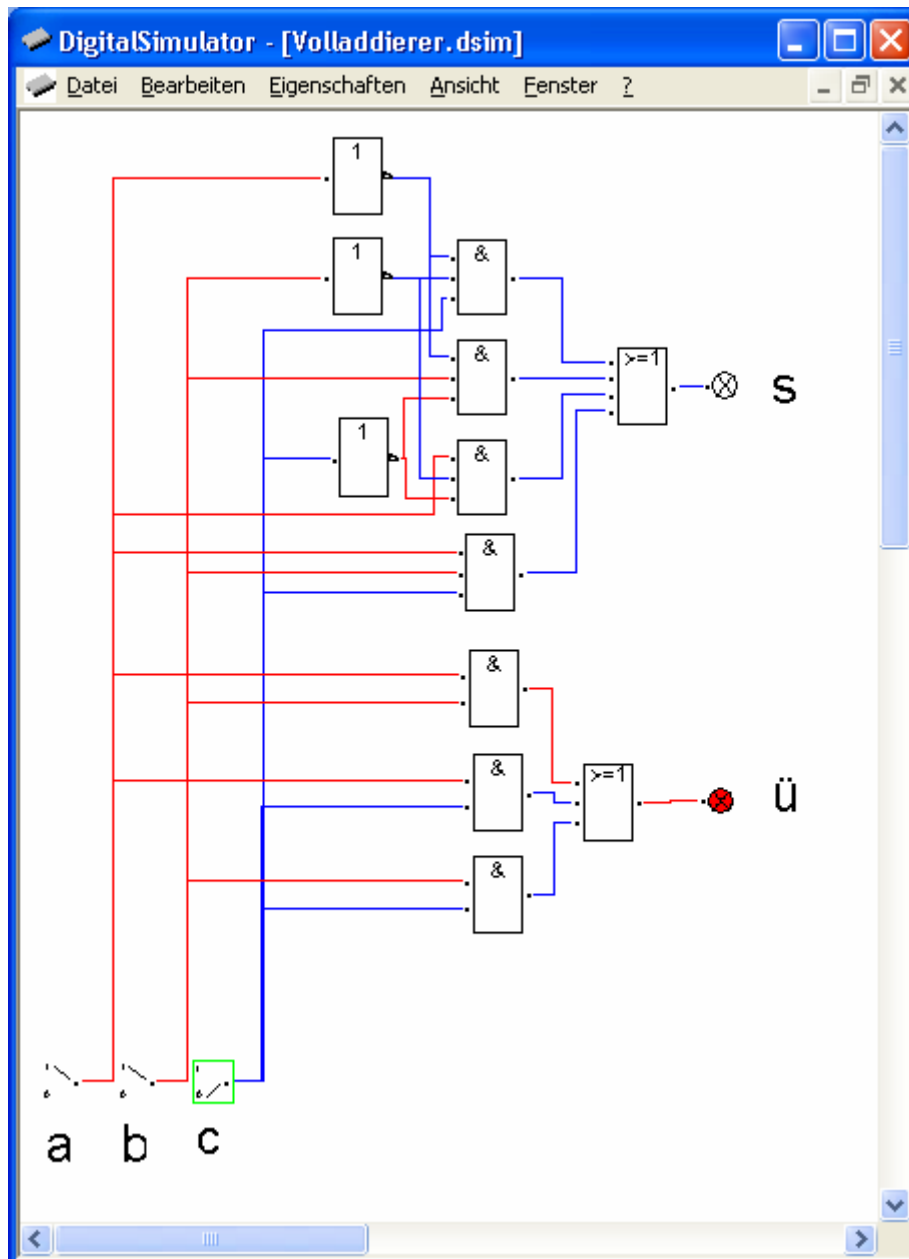 DigitalSimulator - [Volladdierer.dsim]
Datei Bearbeiten Eigenschaften Ansicht Fenster ?
1
1
&
&
>=1
s
1
&
&
&
&
>=1
ü
&
a b c